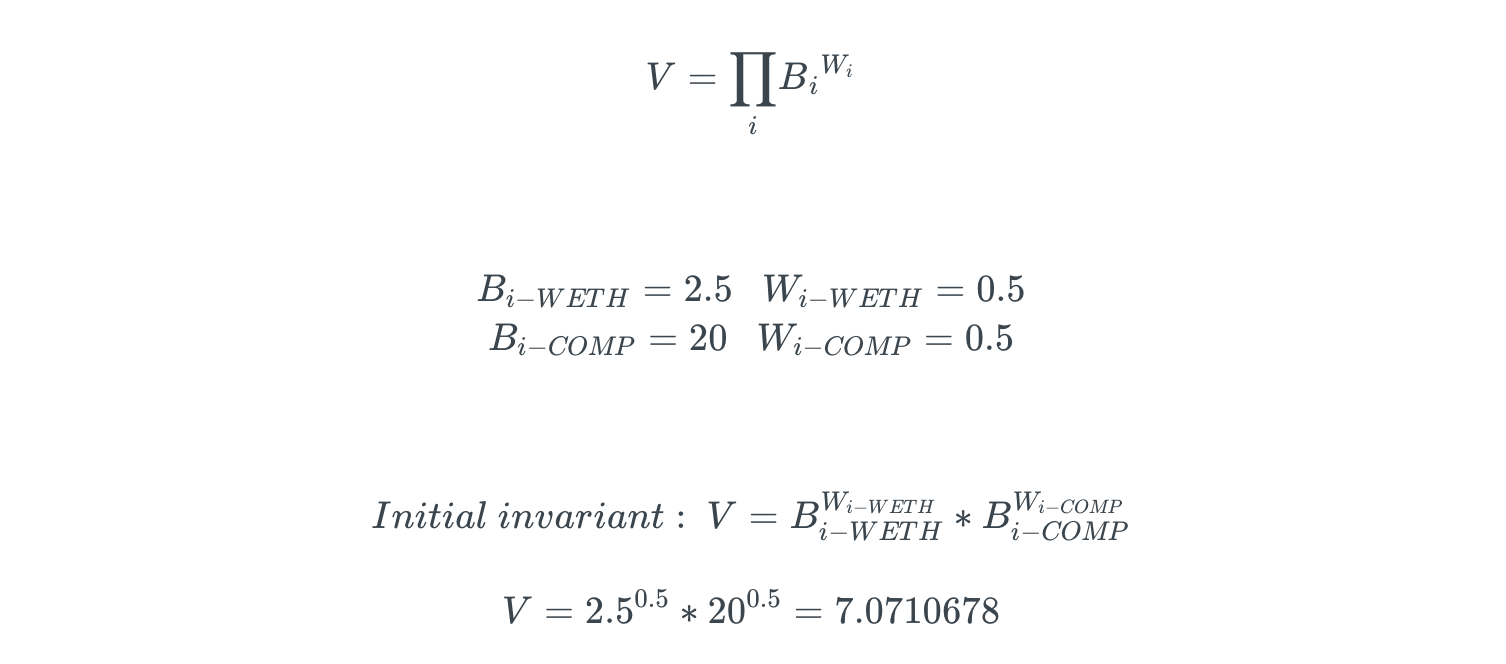 V = ∏_i B_i^{W_i}
B_{i−WETH} = 2.5 W_{i−WETH} = 0.5
B_{i−COMP} = 20 W_{i−COMP} = 0.5
Initial invariant : V = B_{i−WETH}^{W_{i−WETH}} ∗ B_{i−COMP}^{W_{i−COMP}}
V = 2.5^{0.5} ∗ 20^{0.5} = 7.0710678